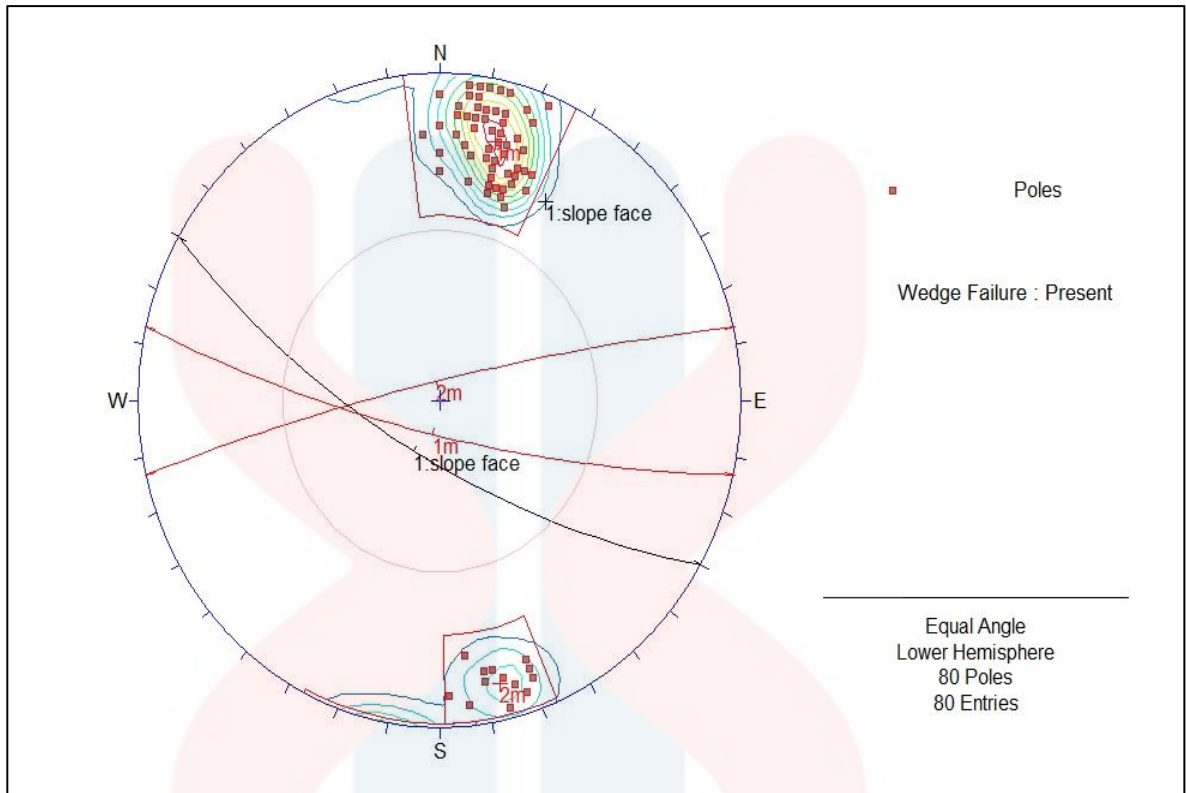 N
1m
1:slope face
Poles
Wedge Failure : Present
W
E
2m
1m
1:slope face
2m
S
Equal Angle
Lower Hemisphere
80 Poles
80 Entries